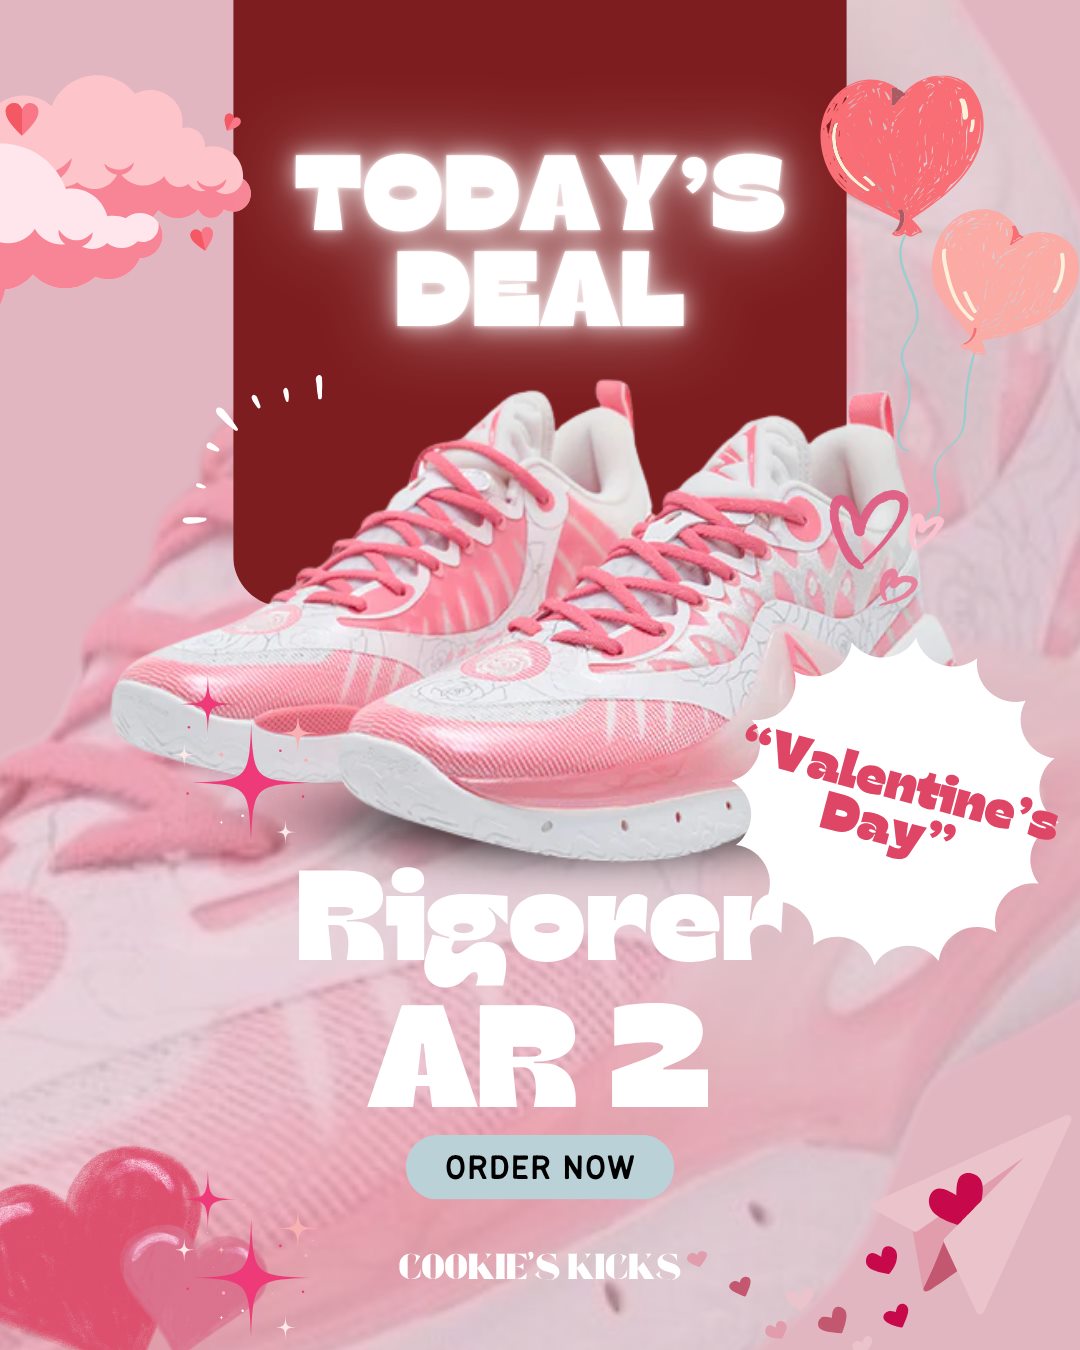 TODAY’S
DEAL
“Valentine’s
Day”
Rigorer
AR 2
ORDER NOW
COOKIE'S KICKS